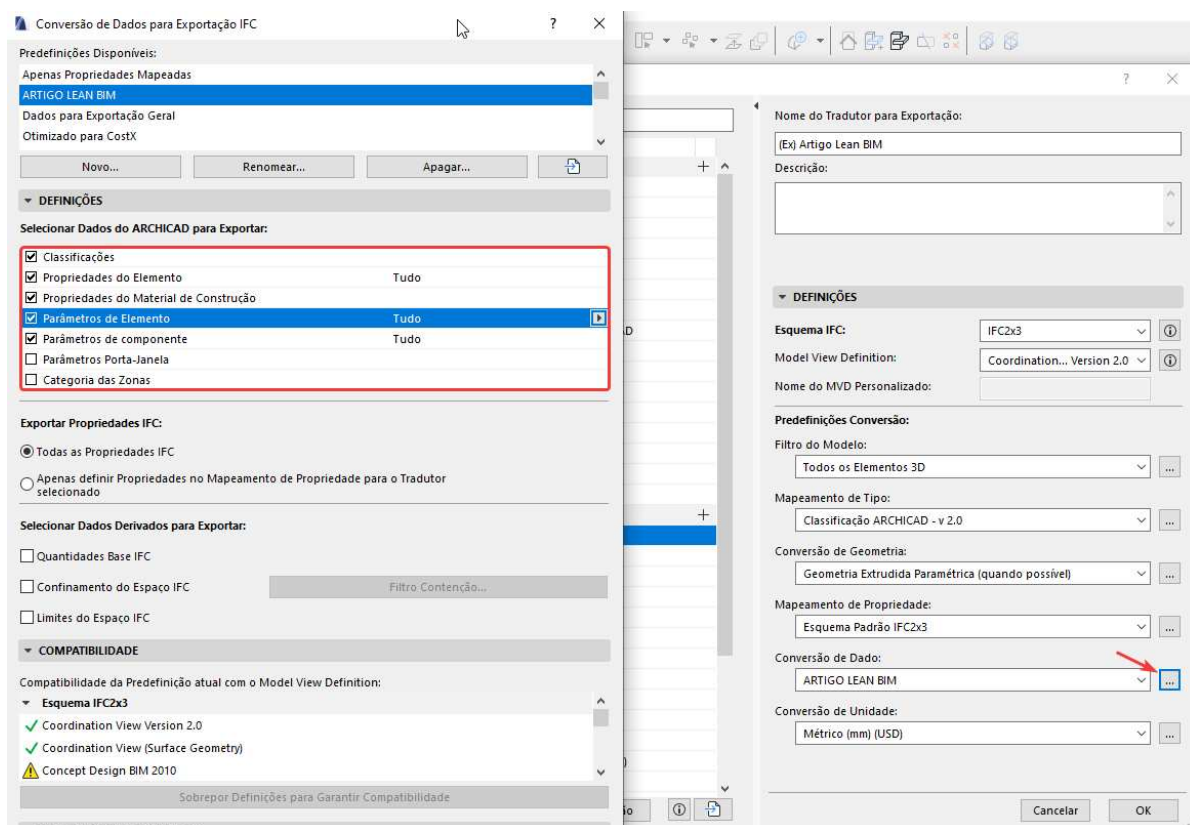 Conversão de Dados para Exportação IFC
?
Predefinições Disponíveis:
Apenas Propriedades Mapeadas
ARTIGO LEAN BIM
Dados para Exportação Geral
Otimizado para CostX
Novo...
Renomear...
Apagar...
DEFINIÇÕES
Selecionar Dados do ARCHICAD para Exportar:
Classificações
Propriedades do Elemento Tudo
Propriedades do Material de Construção
Parâmetros de Elemento Tudo
Parâmetros de componente Tudo
Parâmetros Porta-Janela
Categoria das Zonas
Exportar Propriedades IFC:
Todas as Propriedades IFC
Apenas definir Propriedades no Mapeamento de Propriedade para o Tradutor
selecionado
Selecionar Dados Derivados para Exportar:
Quantidades Base IFC
Confinamento do Espaço IFC
Filtro Contenção...
Limites do Espaço IFC
COMPATIBILIDADE
Compatibilidade da Predefinição atual com o Model View Definition:
Esquema IFC2x3
Coordination View Version 2.0
Coordination View (Surface Geometry)
Concept Design BIM 2010
Sobrepor Definições para Garantir Compatibilidade
?
Nome do Tradutor para Exportação:
(Ex) Artigo Lean BIM
Descrição:
DEFINIÇÕES
Esquema IFC: IFC2x3
Model View Definition: Coordination... Version 2.0
Nome do MVD Personalizado:
Predefinições Conversão:
Filtro do Modelo:
Todos os Elementos 3D
...
Mapeamento de Tipo:
Classificação ARCHICAD - v 2.0
...
Conversão de Geometria:
Geometria Extrudida Paramétrica (quando possível)
...
Mapeamento de Propriedade:
Esquema Padrão IFC2x3
...
Conversão de Dado:
ARTIGO LEAN BIM
...
Conversão de Unidade:
Métrico (mm) (USD)
...
Cancelar
OK